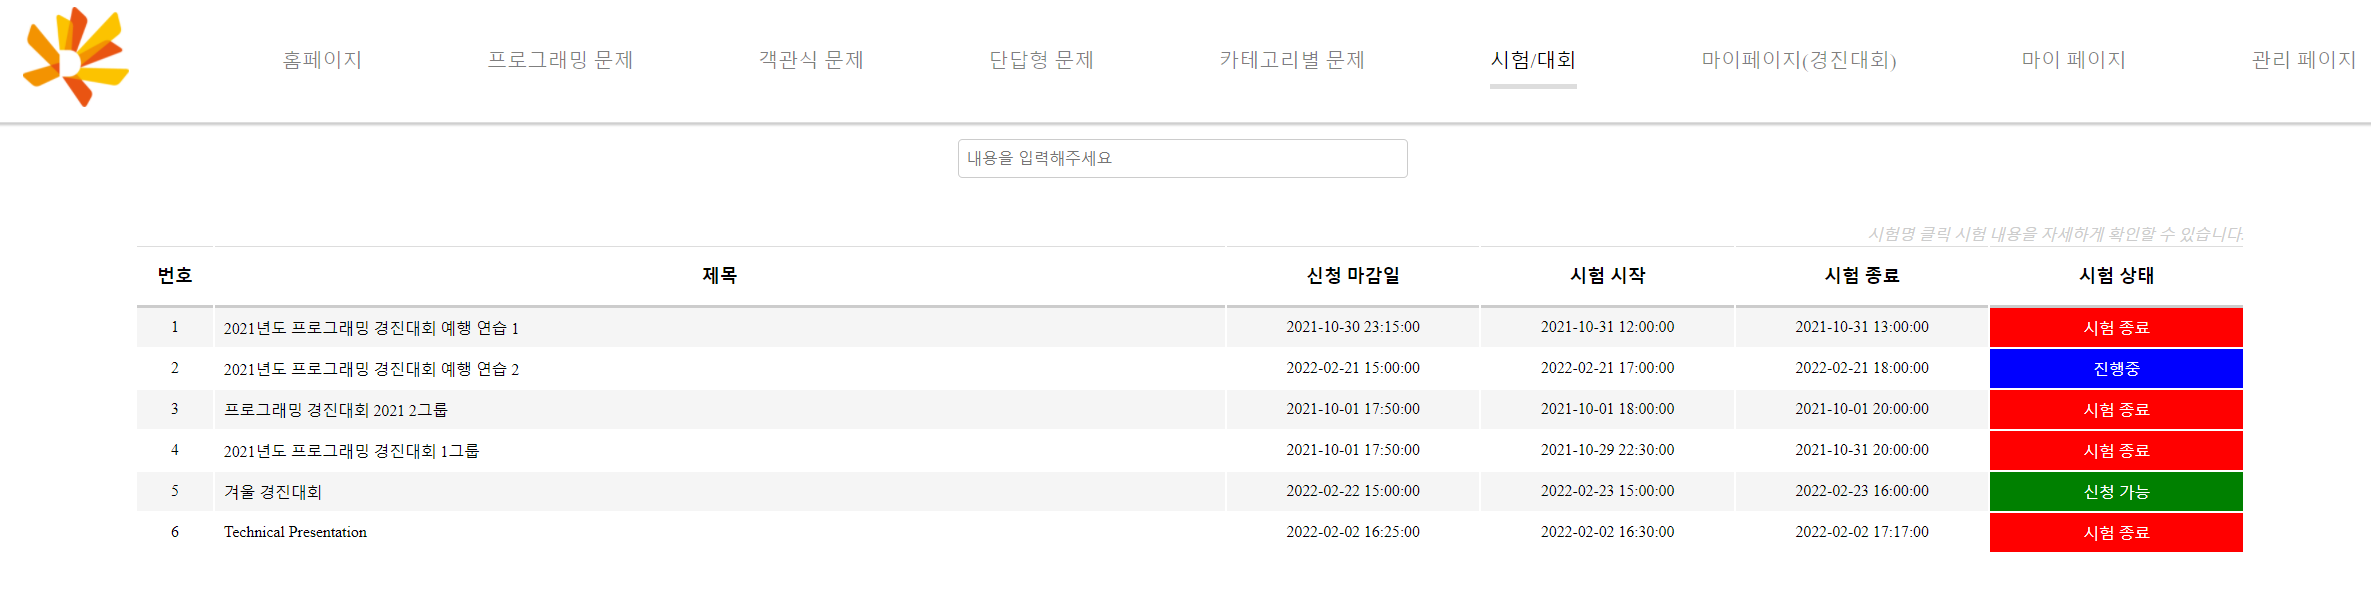 홈페이지 프로그래밍 문제 객관식 문제 단답형 문제 카테고리별 문제 시험/대회 마이페이지(경진대회) 마이 페이지 관리 페이지
내용을 입력해주세요
시험명 클릭 시험 내용을 자세하게 확인할 수 있습니다.
번호 제목 신청 마감일 시험 시작 시험 종료 시험 상태
1 2021년도 프로그래밍 경진대회 예행 연습 1 2021-10-30 23:15:00 2021-10-31 12:00:00 2021-10-31 13:00:00 시험 종료
2 2021년도 프로그래밍 경진대회 예행 연습 2 2022-02-21 15:00:00 2022-02-21 17:00:00 2022-02-21 18:00:00 진행중
3 프로그래밍 경진대회 2021 2그룹 2021-10-01 17:50:00 2021-10-01 18:00:00 2021-10-01 20:00:00 시험 종료
4 2021년도 프로그래밍 경진대회 1그룹 2021-10-01 17:50:00 2021-10-29 22:30:00 2021-10-31 20:00:00 시험 종료
5 겨울 경진대회 2022-02-22 15:00:00 2022-02-23 15:00:00 2022-02-23 16:00:00 신청 가능
6 Technical Presentation 2022-02-02 16:25:00 2022-02-02 16:30:00 2022-02-02 17:17:00 시험 종료